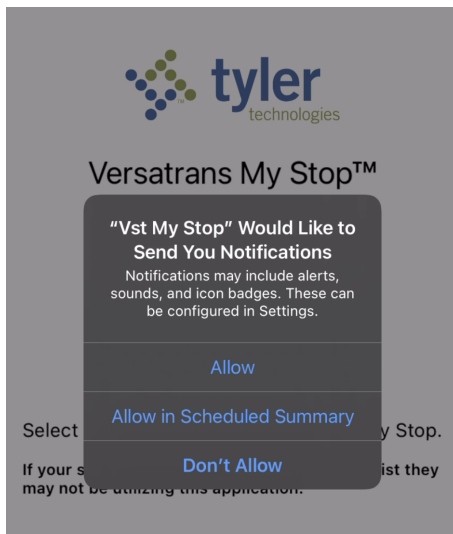 tyler
technologies
Versatrans My Stop™
“Vst My Stop” Would Like to
Send You Notifications
Notifications may include alerts,
sounds, and icon badges. These can
be configured in Settings.
Allow
Allow in Scheduled Summary
Select y Stop.
Don’t Allow
If your s ist they
may not be utilizing this application.